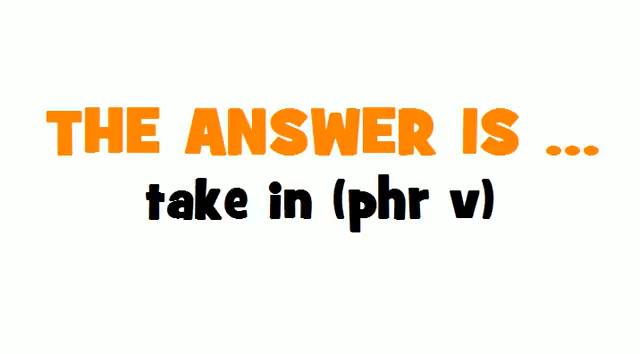 THE ANSWER IS ...
take in (phr v)